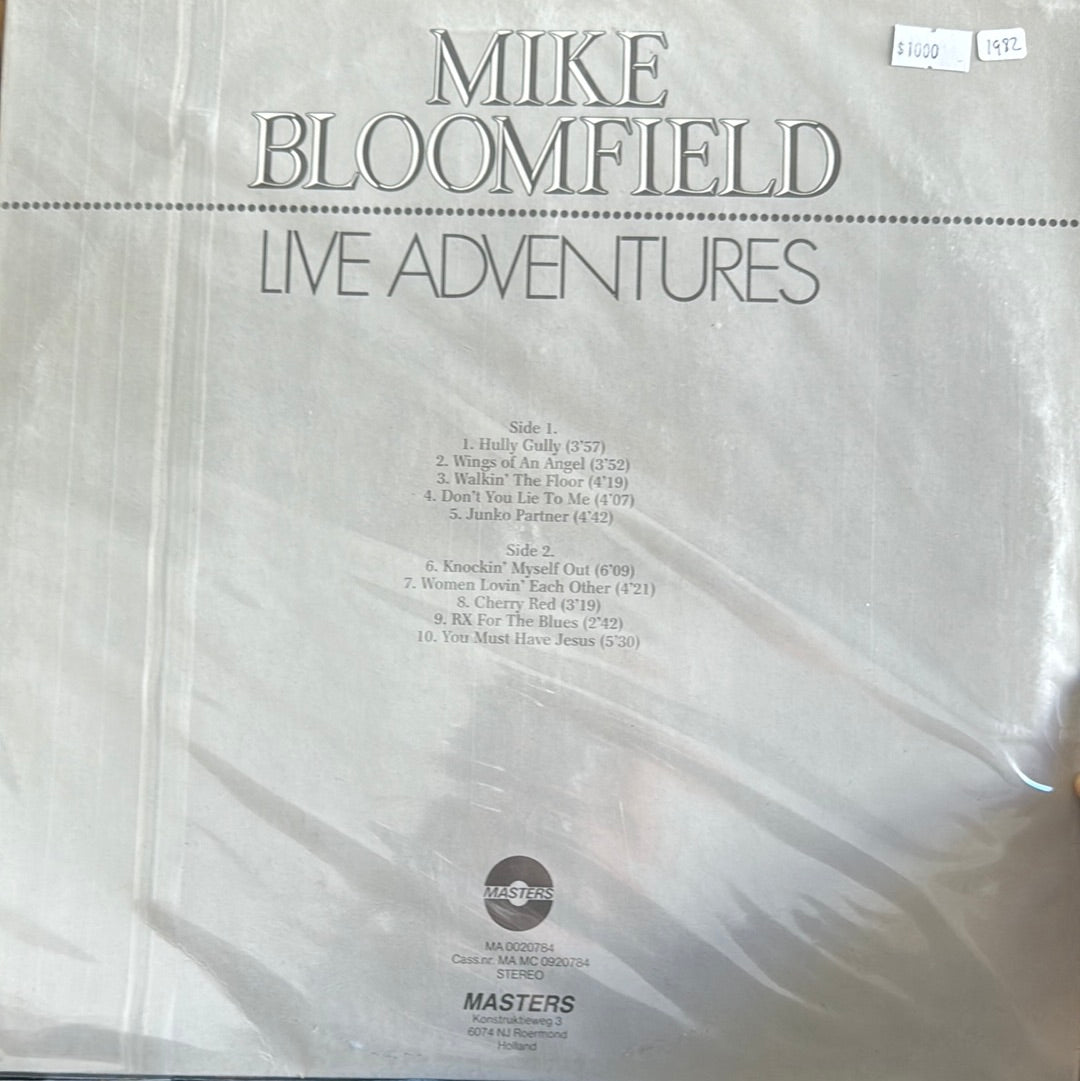 $1000
1982
MIKE
BLOOMFIELD
LIVE ADVENTURES
Side 1.
1. Hully Gully (3'57)
2. Wings of An Angel (3'52)
3. Walkin' The Floor (4'19)
4. Don't You Lie To Me (4'07)
5. Junko Partner (4'42)
Side 2.
6. Knockin' Myself Out (6'09)
7. Women Lovin' Each Other (4'21)
8. Cherry Red (3'19)
9. RX For The Blues (2'42)
10. You Must Have Jesus (5'30)
MASTERS
MA 0020784
Cass.nr. MA MC 0920784
STEREO
MASTERS
Konstruktieweg 3
6074 NJ Roermond
Holland